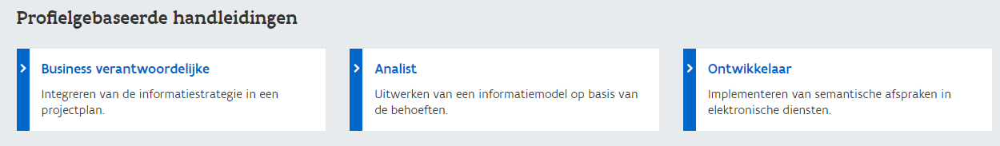 Profielgebaseerde handleidingen
Business verantwoordelijke
Integreren van de informatiestrategie in een
projectplan.
Analist
Uitwerken van een informatiemodel op basis van
de behoeften.
Ontwikkelaar
Implementeren van semantische afspraken in
elektronische diensten.